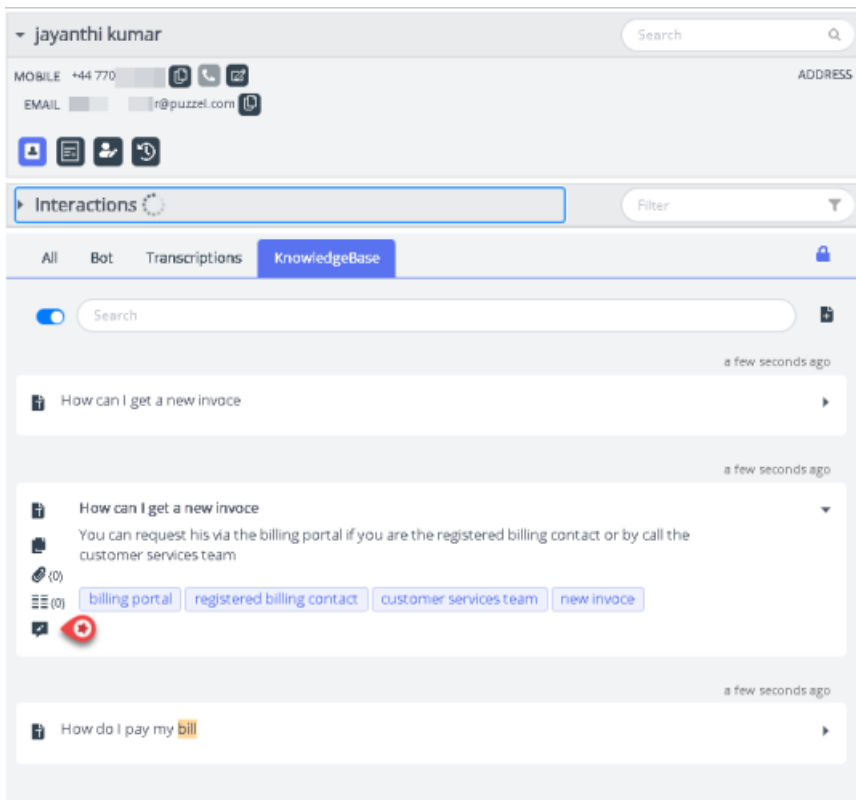 jayanthi kumar
Search
MOBILE +44 770
ADDRESS
EMAIL r@puzzel.com
Interactions
Filter
All Bot Transcriptions KnowledgeBase
Search
a few seconds ago
How can I get a new invoce
a few seconds ago
How can I get a new invoce
You can request his via the billing portal if you are the registered billing contact or by call the
customer services team
(0)
(0) billing portal registered billing contact customer services team new invoce
a few seconds ago
How do I pay my bill